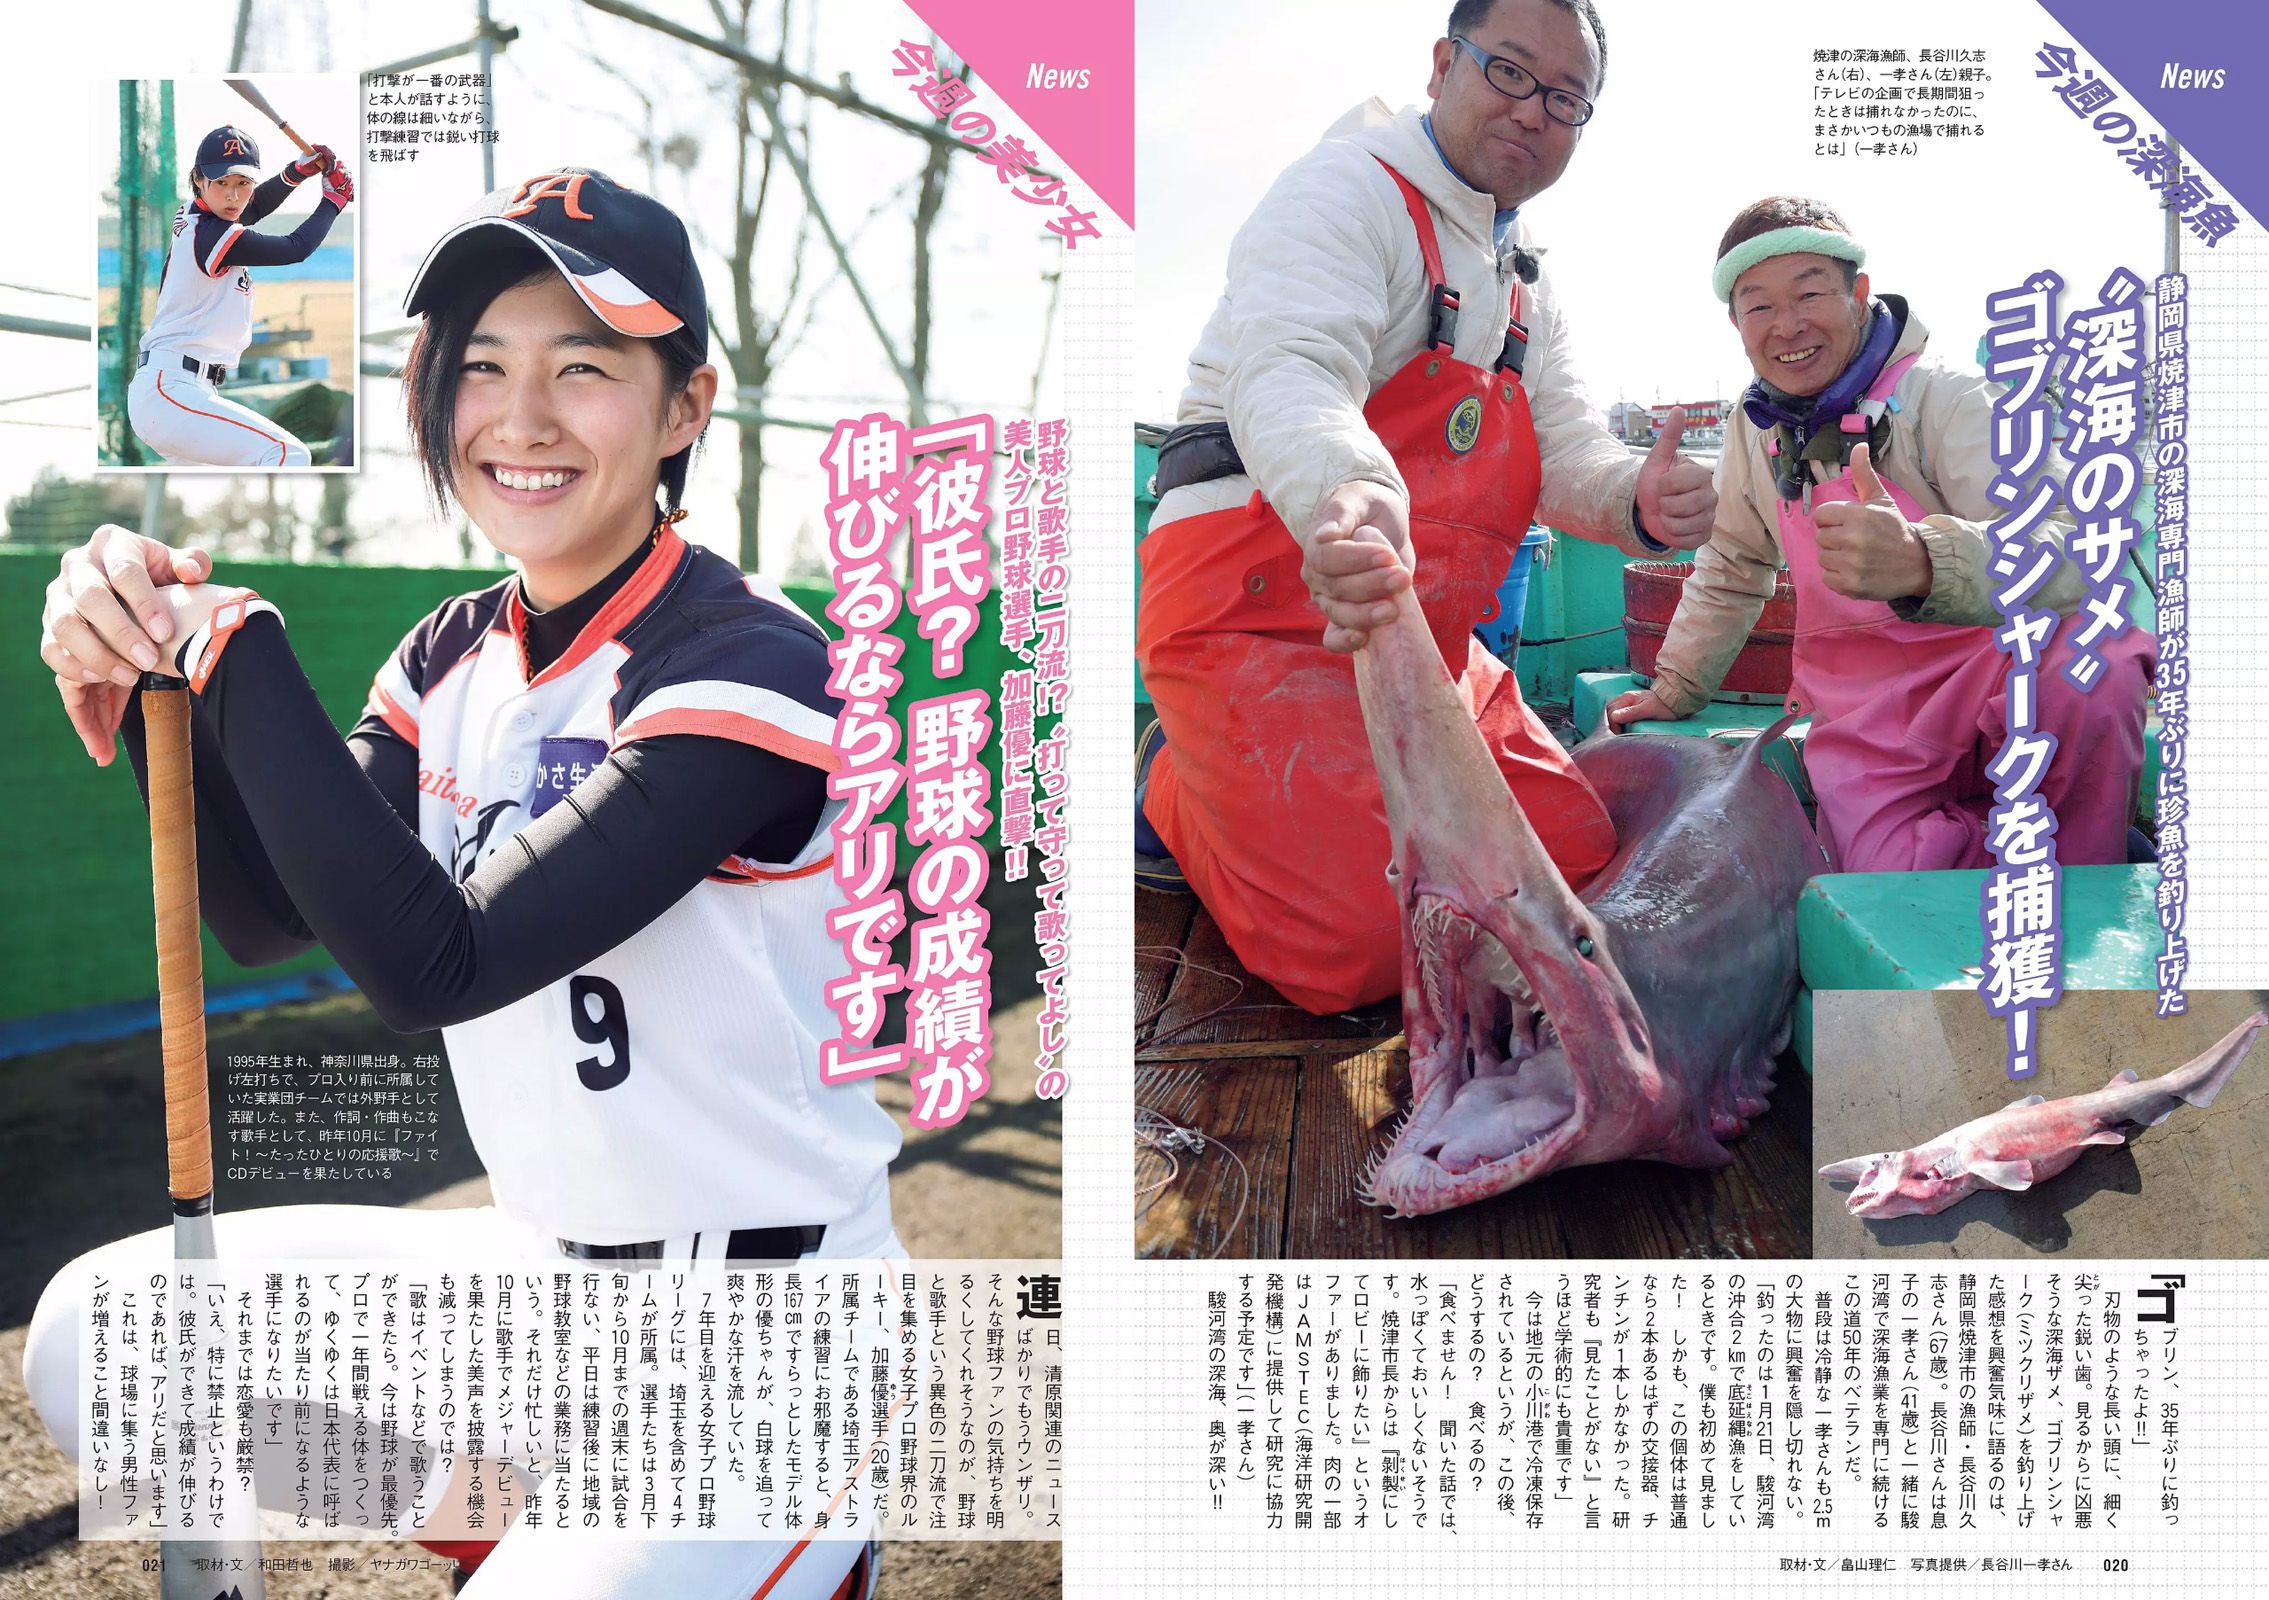 News
今週の深海魚
焼津の深海漁師、長谷川久志
さん(右)、一孝さん(左)親子。
「テレビの企画で長期間狙っ
たときは捕れなかったのに、
まさかいつもの漁場で捕れる
とは」(一孝さん)
静岡県焼津市の深海専門漁師が35年ぶりに珍魚を釣り上げた
〝深海のサメ〟
ゴブリンシャークを捕獲!
「ゴブリン、35年ぶりに釣っ
ちゃったよ!!」
刃物のような長い頭に、細く
尖った鋭い歯。見るからに凶悪
そうな深海ザメ、ゴブリンシャ
ーク(ミツクリザメ)を釣り上げ
た感想を興奮気味に語るのは、
静岡県焼津市の漁師・長谷川久
志さん(67歳)。長谷川さんは息
子の一孝さん(41歳)と一緒に駿
河湾で深海漁業を専門に続ける
この道50年のベテランだ。
普段は冷静な一孝さんも2.5m
の大物に興奮を隠し切れない。
「釣ったのは1月21日、駿河湾
の沖合2kmで底延縄漁をしてい
るときです。僕も初めて見まし
た! しかも、この個体は普通
なら2本あるはずの交接器、チ
ンチンが1本しかなかった。研
究者も『見たことがない』と言
うほど学術的にも貴重です」
今は地元の小川港で冷凍保存
されているというが、この後、
どうするの? 食べるの?
「食べません! 聞いた話では、
水っぽくておいしくないそうで
す。焼津市長からは『剝製にし
てロビーに飾りたい』というオ
ファーがありました。肉の一部
はJAMSTEC(海洋研究開
発機構)に提供して研究に協力
する予定です」(一孝さん)
駿河湾の深海、奥が深い!!
取材・文/畠山理仁 写真提供/長谷川一孝さん 020
News
今週の美少女
「打撃が一番の武器」
と本人が話すように、
体の線は細いながら、
打撃練習では鋭い打球
を飛ばす
野球と歌手の二刀流!? 〝打って守って歌ってよし〟の
美人プロ野球選手、加藤優に直撃!!
「彼氏? 野球の成績が
伸びるならアリです」
A
A
かさ生
9
1995年生まれ、神奈川県出身。右投
げ左打ちで、プロ入り前に所属して
いた実業団チームでは外野手として
活躍した。また、作詞・作曲もこな
す歌手として、昨年10月に『ファイ
ト!~たったひとりの応援歌~』で
CDデビューを果たしている
連日、清原関連のニュース
ばかりでもうウンザリ。
そんな野球ファンの気持ちを明
るくしてくれそうなのが、野球
と歌手という異色の二刀流で注
目を集める女子プロ野球界のル
ーキー、加藤優選手(20歳)だ。
所属チームである埼玉アストラ
イアの練習にお邪魔すると、身
長167cmですらっとしたモデル体
形の優ちゃんが、白球を追って
爽やかな汗を流していた。
7年目を迎える女子プロ野球
リーグには、埼玉を含めて4チ
ームが所属。選手たちは3月下
旬から10月までの週末に試合を
行ない、平日は練習後に地域の
野球教室などの業務に当たると
いう。それだけ忙しいと、昨年
10月に歌手でメジャーデビュー
を果たした美声を披露する機会
も減ってしまうのでは?
「歌はイベントなどで歌うこと
ができたら。今は野球が最優先。
プロで一年間戦える体をつくっ
て、ゆくゆくは日本代表に呼ば
れるのが当たり前になるような
選手になりたいです」
それまでは恋愛も厳禁?
「いえ、特に禁止というわけで
は。彼氏ができて成績が伸びる
のであれば、アリだと思います」
これは、球場に集う男性ファ
ンが増えること間違いなし!
021 取材・文/和田哲也 撮影/ヤナガワゴーッ!